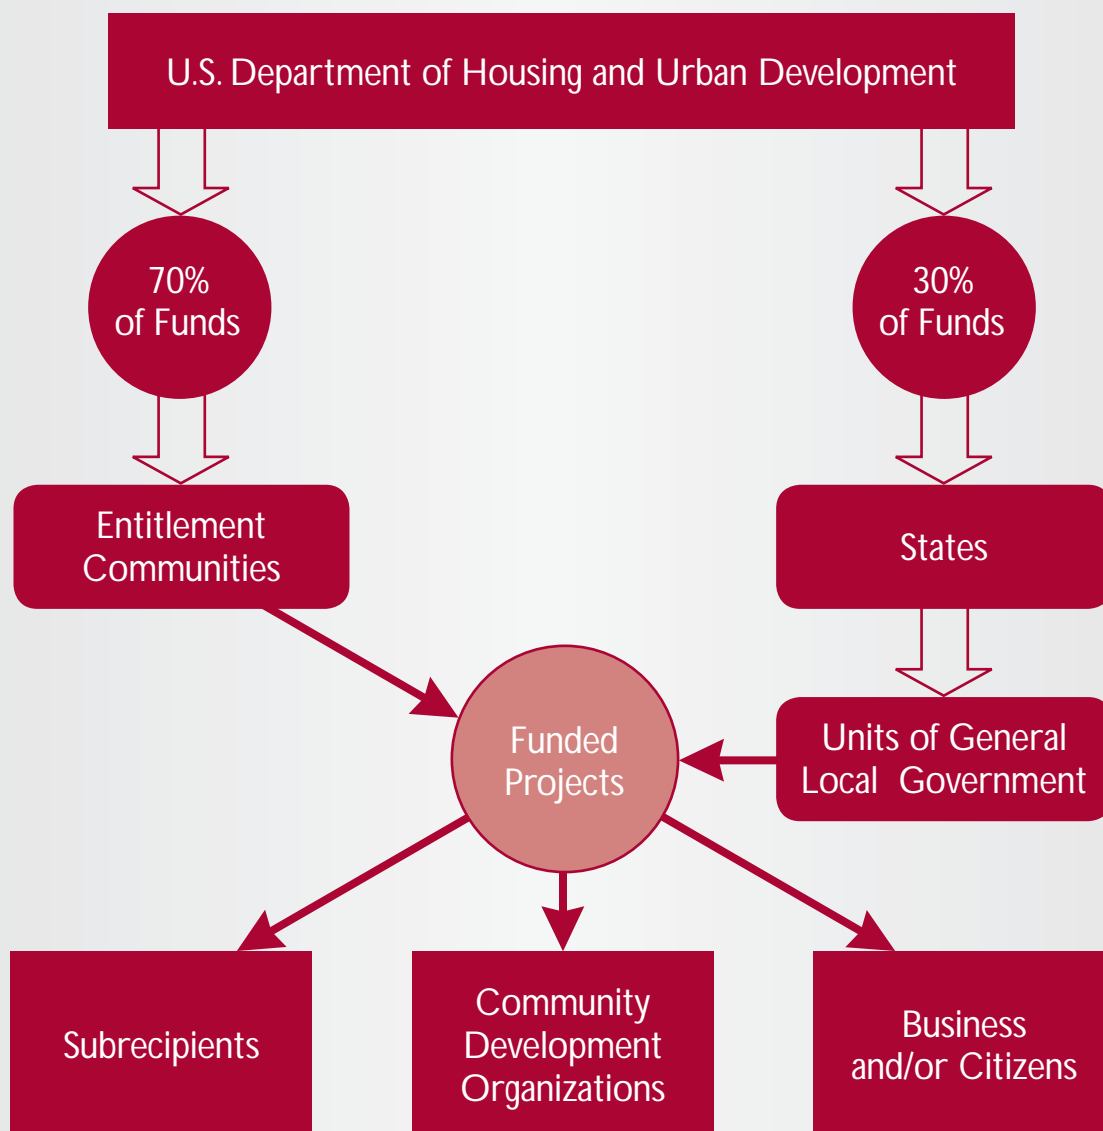 U.S. Department of Housing and Urban Development
70%
of Funds
30%
of Funds
Entitlement
Communities
States
Funded
Projects
Units of General
Local Government
Subrecipients
Community
Development
Organizations
Business
and/or Citizens